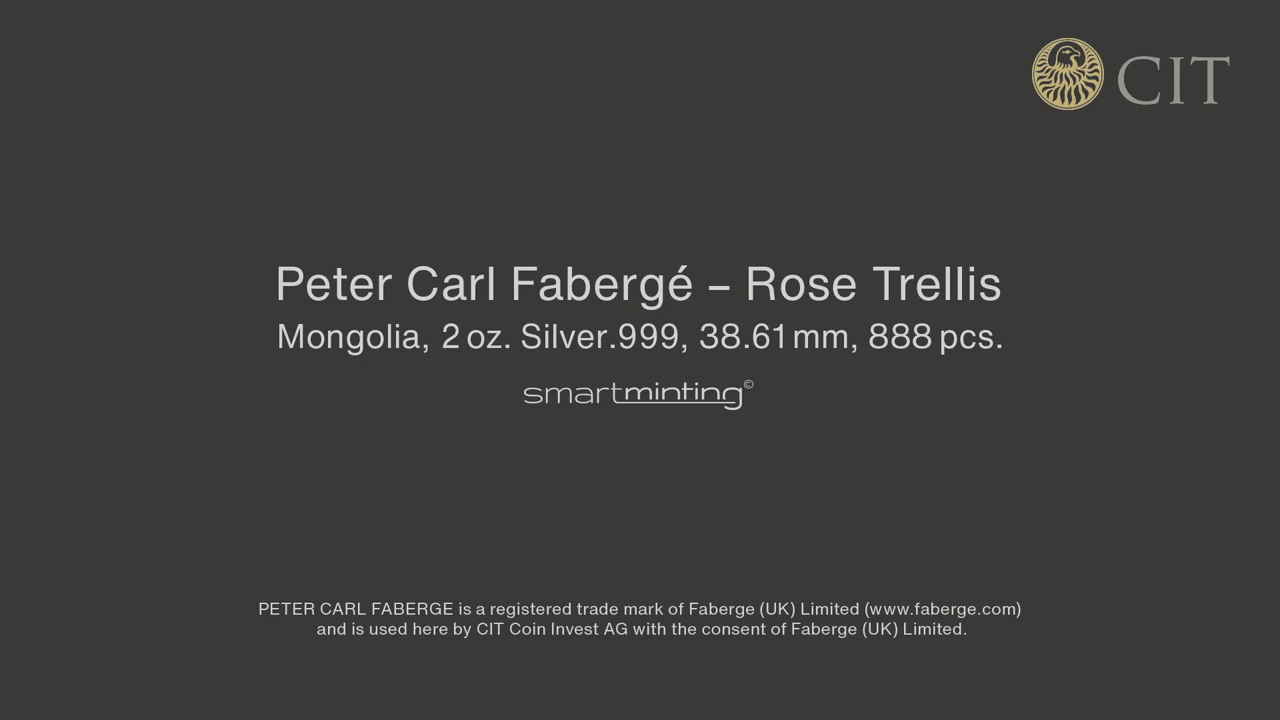 CIT
Peter Carl Fabergé – Rose Trellis
Mongolia, 2 oz. Silver.999, 38.61 mm, 888 pcs.
smartminting©
PETER CARL FABERGE is a registered trade mark of Faberge (UK) Limited (www.faberge.com)
and is used here by CIT Coin Invest AG with the consent of Faberge (UK) Limited.